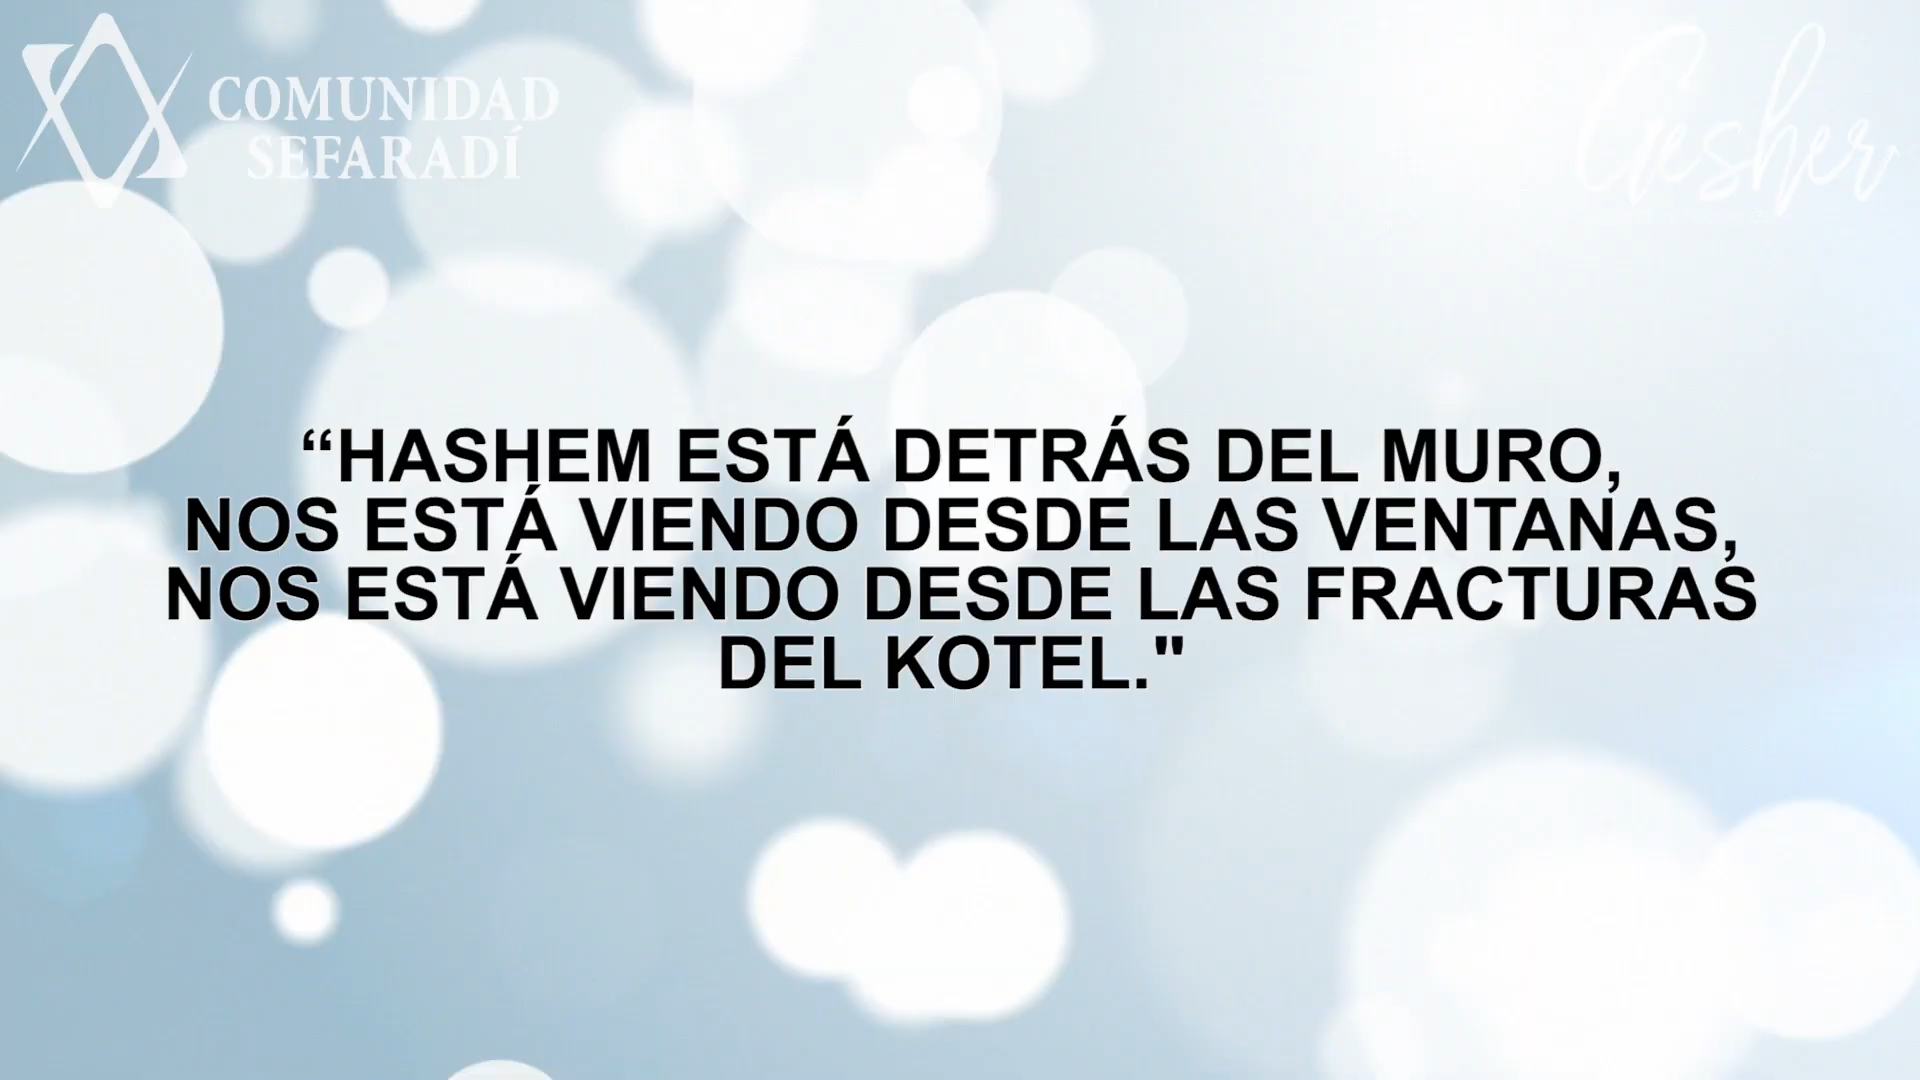 COMUNIDAD
SEFARADÍ
Gesher
“HASHEM ESTÁ DETRÁS DEL MURO,
NOS ESTÁ VIENDO DESDE LAS VENTANAS,
NOS ESTÁ VIENDO DESDE LAS FRACTURAS
DEL KOTEL."